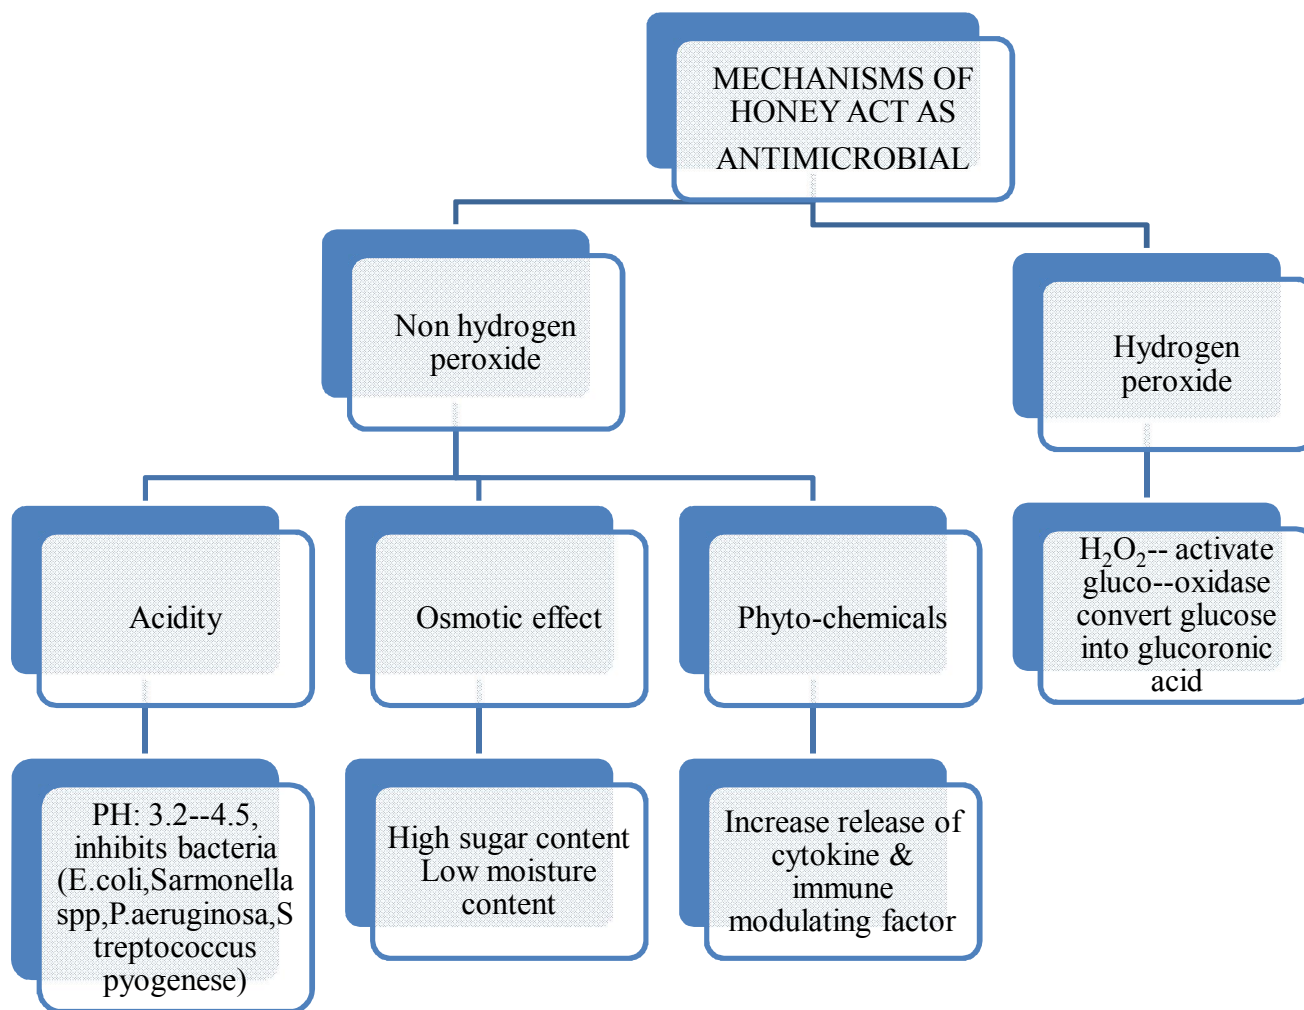 MECHANISMS OF
HONEY ACT AS
ANTIMICROBIAL
Non hydrogen
peroxide
Hydrogen
peroxide
Acidity
Osmotic effect
Phyto-chemicals
H₂O₂-- activate
gluco--oxidase
convert glucose
into glucoronic
acid
PH: 3.2--4.5,
inhibits bacteria
(E.coli,Sarmonella
spp,P.aeruginosa,S
treptococcus
pyogenese)
High sugar content
Low moisture
content
Increase release of
cytokine &
immune
modulating factor